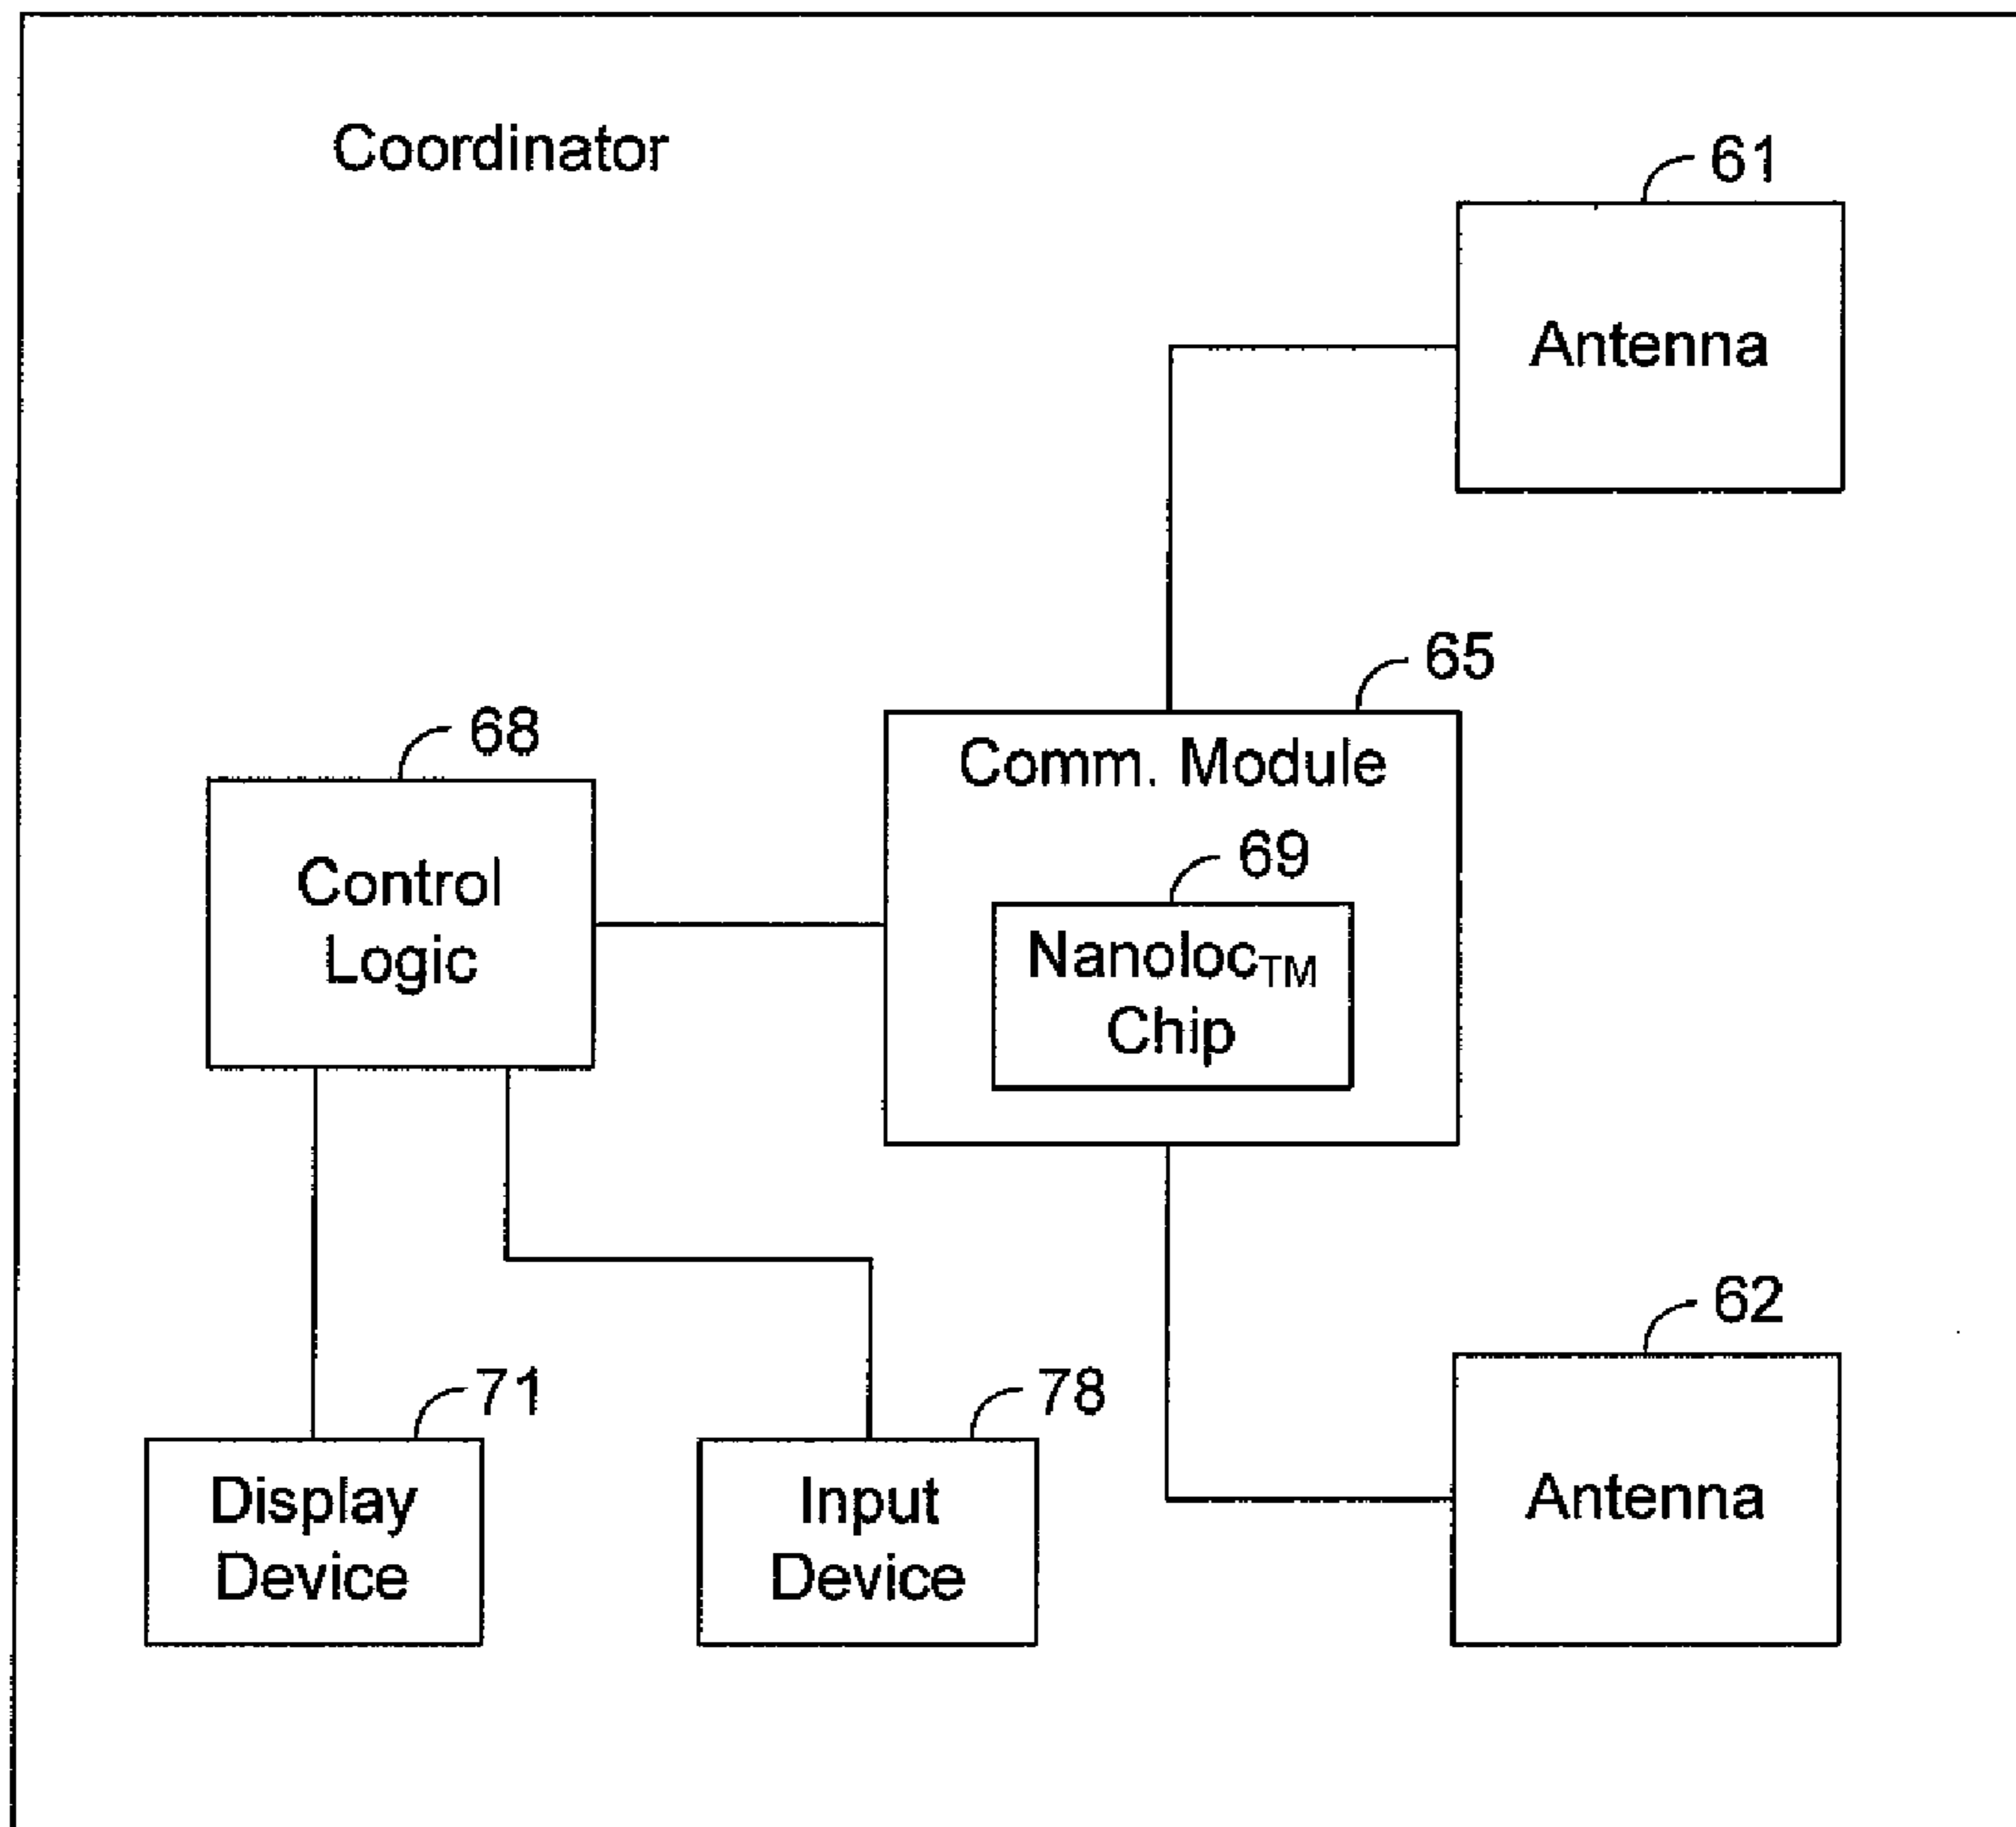 Coordinator
61
Antenna
65
68
Comm. Module
69
Control
Logic
Nanoloc™
Chip
62
71
78
Display
Device
Input
Device
Antenna